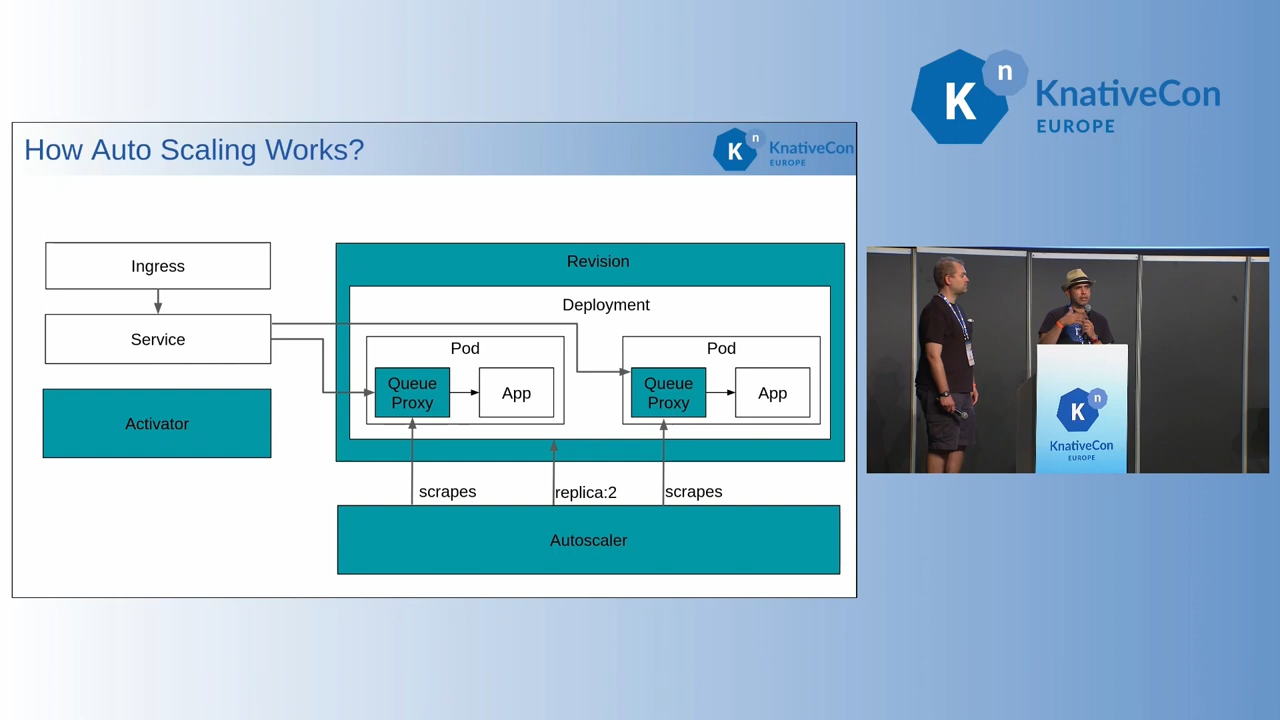 K
n
KnativeCon
EUROPE
How Auto Scaling Works?
K
n
KnativeCon
EUROPE
Ingress
Service
Activator
Revision
Deployment
Pod
Queue
Proxy
App
Pod
Queue
Proxy
App
scrapes
replica:2
scrapes
Autoscaler
K
n
KnativeCon
EUROPE